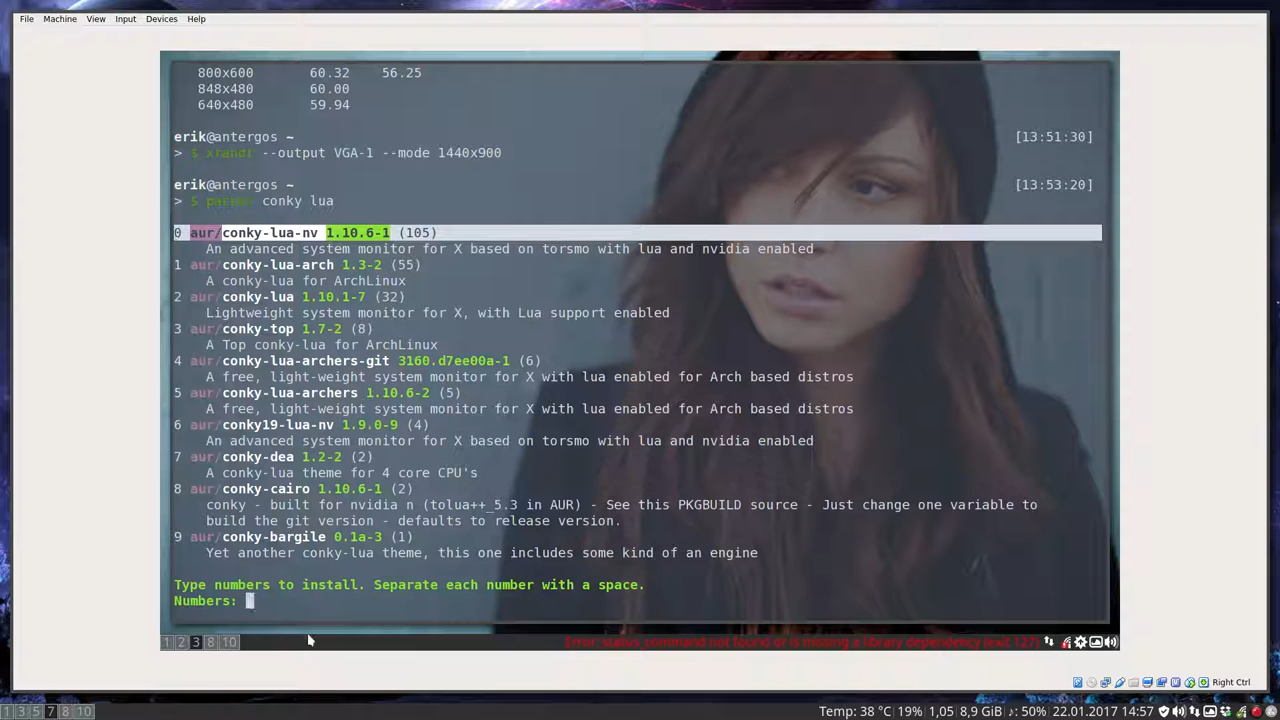 File Machine View Input Devices Help
800x600 60.32 56.25
848x480 60.00
640x480 59.94
erik@antergos ~ [13:51:30]
> $ xrandr --output VGA-1 --mode 1440x900
erik@antergos ~ [13:53:20]
> $ pacaur conky lua
0 aur/conky-lua-nv 1.10.6-1 (105)
An advanced system monitor for X based on torsmo with lua and nvidia enabled
1 aur/conky-lua-arch 1.3-2 (55)
A conky-lua for ArchLinux
2 aur/conky-lua 1.10.1-7 (32)
Lightweight system monitor for X, with Lua support enabled
3 aur/conky-top 1.7-2 (8)
A Top conky-lua for ArchLinux
4 aur/conky-lua-archers-git 3160.d7ee00a-1 (6)
A free, light-weight system monitor for X with lua enabled for Arch based distros
5 aur/conky-lua-archers 1.10.6-2 (5)
A free, light-weight system monitor for X with lua enabled for Arch based distros
6 aur/conky19-lua-nv 1.9.0-9 (4)
An advanced system monitor for X based on torsmo with lua and nvidia enabled
7 aur/conky-dea 1.2-2 (2)
A conky-lua theme for 4 core CPU's
8 aur/conky-cairo 1.10.6-1 (2)
conky - built for nvidia n (tolua++_5.3 in AUR) - See this PKGBUILD source - Just change one variable to
build the git version - defaults to release version.
9 aur/conky-bargile 0.1a-3 (1)
Yet another conky-lua theme, this one includes some kind of an engine
Type numbers to install. Separate each number with a space.
Numbers:
1 2 3 8 10 Error: status_command not found or is missing a library dependency (exit 127)
Right Ctrl
1 3 5 7 8 10 Temp: 38 °C 19% 1,05 8,9 GiB ♪: 50% 22.01.2017 14:57